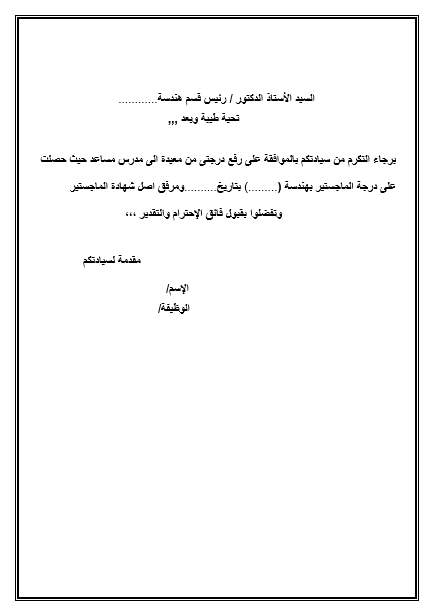 السيد الأستاذ الدكتور / رئيس قسم هندسة............
تحية طيبة وبعد ,,,
برجاء التكرم من سيادتكم بالموافقة على رفع درجتى من معيدة الى مدرس مساعد حيث حصلت
على درجة الماجستير بهندسة (.........) بتاريخ..........ومرفق اصل شهادة الماجستير
وتفضلوا بقبول فائق الإحترام والتقدير ،،،
مقدمة لسيادتكم
الإسم/
الوظيفة/